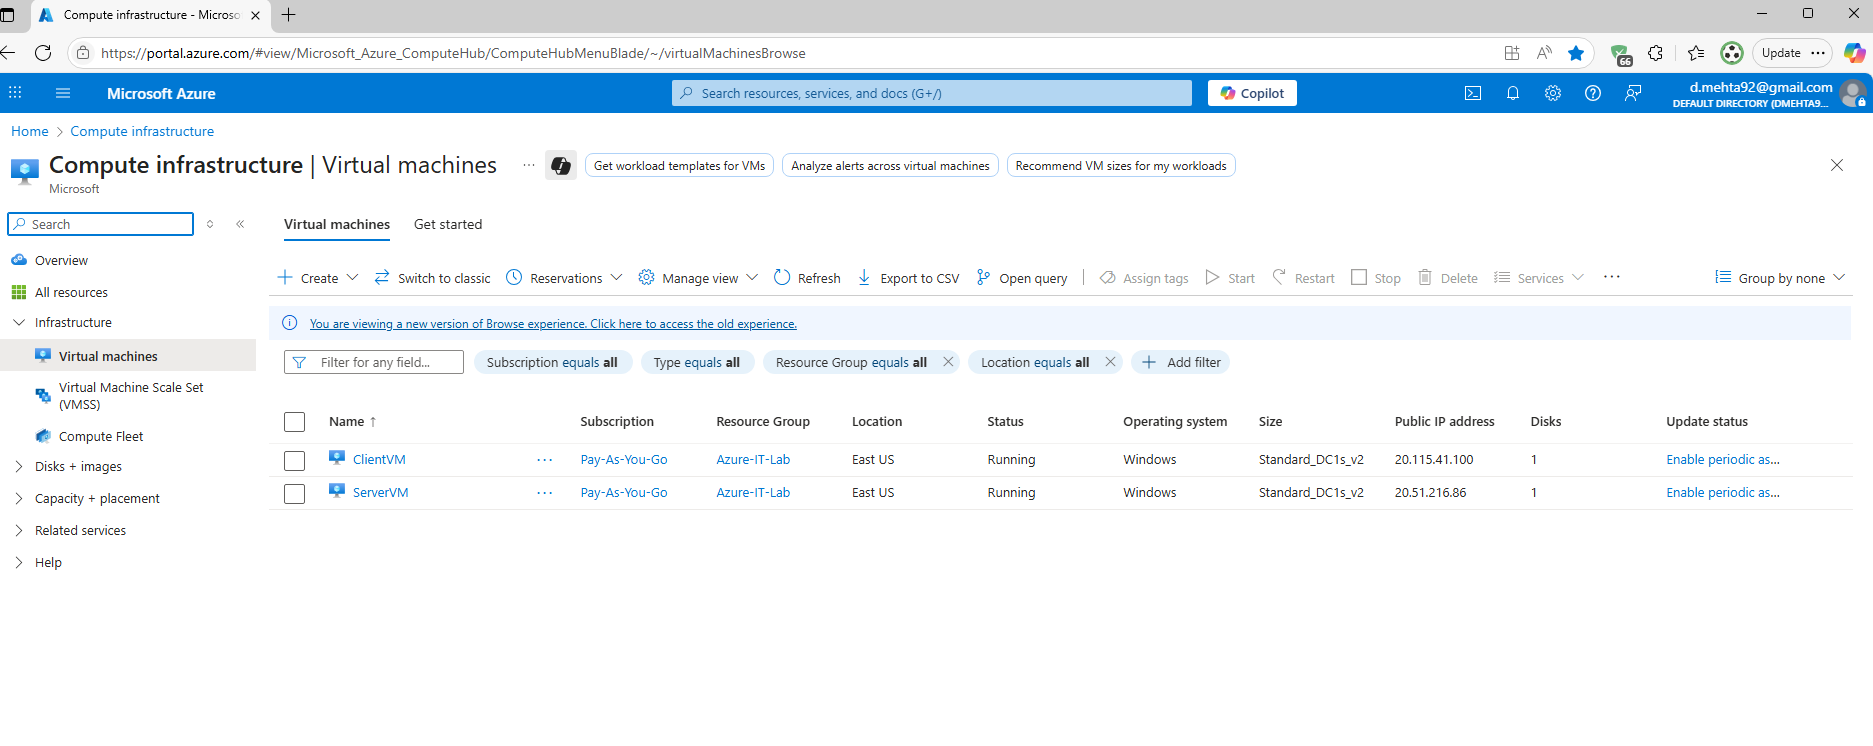 Compute infrastructure - Microso
https://portal.azure.com/#view/Microsoft_Azure_ComputeHub/ComputeHubMenuBlade/~/virtualMachinesBrowse
66
Update
Microsoft Azure
Search resources, services, and docs (G+/)
Copilot
d.mehta92@gmail.com
DEFAULT DIRECTORY (DMEHTA9...
Home > Compute infrastructure
Compute infrastructure | Virtual machines
...
Get workload templates for VMs
Analyze alerts across virtual machines
Recommend VM sizes for my workloads
Microsoft
Search
Overview
All resources
Infrastructure
Virtual machines
Virtual Machine Scale Set
(VMSS)
Compute Fleet
Disks + images
Capacity + placement
Related services
Help
Virtual machines Get started
Create Switch to classic Reservations Manage view Refresh Export to CSV Open query Assign tags Start Restart Stop Delete Services ... Group by none
You are viewing a new version of Browse experience. Click here to access the old experience.
Filter for any field... Subscription equals all Type equals all Resource Group equals all Location equals all Add filter
Name ↑ Subscription Resource Group Location Status Operating system Size Public IP address Disks Update status
ClientVM ... Pay-As-You-Go Azure-IT-Lab East US Running Windows Standard_DC1s_v2 20.115.41.100 1 Enable periodic as...
ServerVM ... Pay-As-You-Go Azure-IT-Lab East US Running Windows Standard_DC1s_v2 20.51.216.86 1 Enable periodic as...